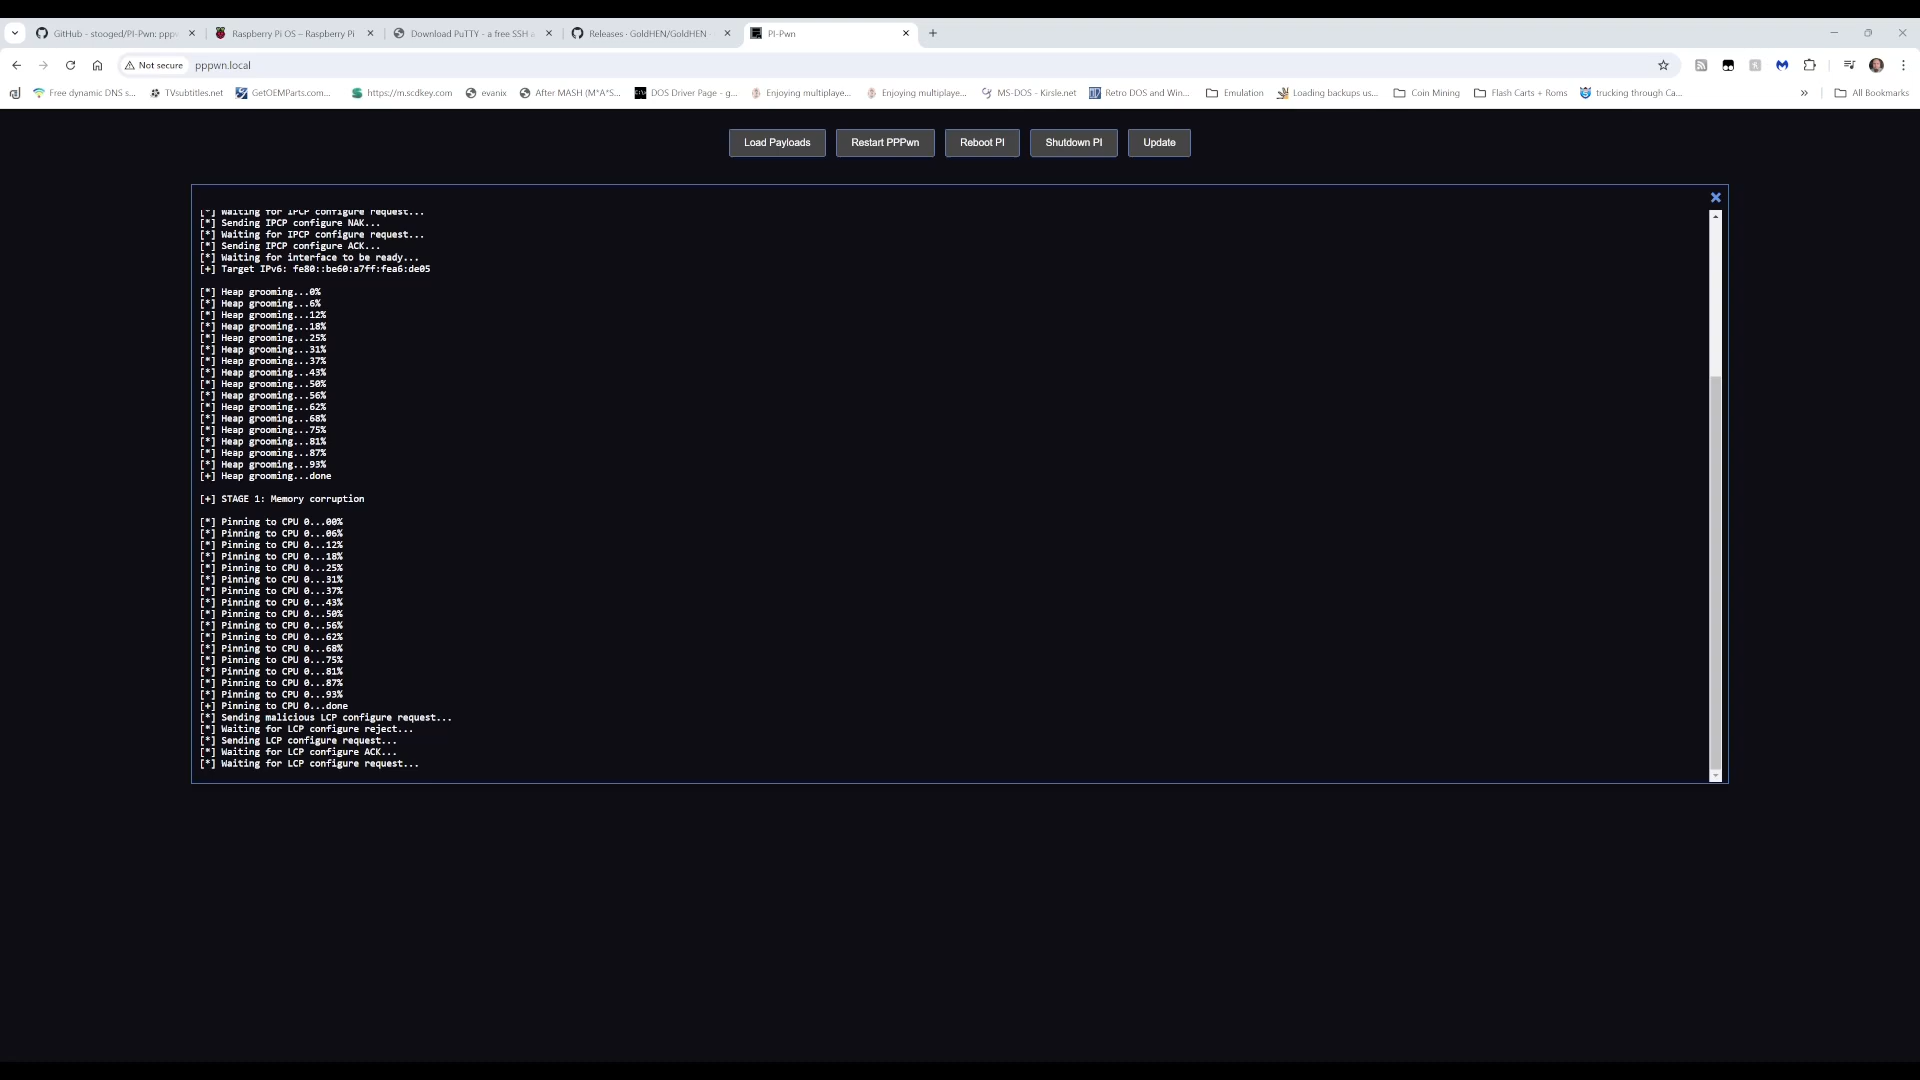 GitHub - stooged/PI-Pwn: pppw
Raspberry Pi OS – Raspberry Pi
Download PuTTY - a free SSH a
Releases · GoldHEN/GoldHEN
PI-Pwn
Not secure
pppwn.local
Free dynamic DNS s...
TVsubtitles.net
GetOEMParts.com...
https://m.scdkey.com
evanix
After MASH (M*A*S...
DOS Driver Page - g...
Enjoying multiplaye...
Enjoying multiplaye...
MS-DOS - Kirsle.net
Retro DOS and Win...
Emulation
Loading backups us...
Coin Mining
Flash Carts + Roms
trucking through Ca...
»
All Bookmarks
Load Payloads
Restart PPPwn
Reboot PI
Shutdown PI
Update
[*] Waiting for IPCP configure request...
[*] Sending IPCP configure NAK...
[*] Waiting for IPCP configure request...
[*] Sending IPCP configure ACK...
[*] Waiting for interface to be ready...
[+] Target IPv6: fe80::be60:a7ff:fea6:de05
[*] Heap grooming...0%
[*] Heap grooming...6%
[*] Heap grooming...12%
[*] Heap grooming...18%
[*] Heap grooming...25%
[*] Heap grooming...31%
[*] Heap grooming...37%
[*] Heap grooming...43%
[*] Heap grooming...50%
[*] Heap grooming...56%
[*] Heap grooming...62%
[*] Heap grooming...68%
[*] Heap grooming...75%
[*] Heap grooming...81%
[*] Heap grooming...87%
[*] Heap grooming...93%
[+] Heap grooming...done
[+] STAGE 1: Memory corruption
[*] Pinning to CPU 0...00%
[*] Pinning to CPU 0...06%
[*] Pinning to CPU 0...12%
[*] Pinning to CPU 0...18%
[*] Pinning to CPU 0...25%
[*] Pinning to CPU 0...31%
[*] Pinning to CPU 0...37%
[*] Pinning to CPU 0...43%
[*] Pinning to CPU 0...50%
[*] Pinning to CPU 0...56%
[*] Pinning to CPU 0...62%
[*] Pinning to CPU 0...68%
[*] Pinning to CPU 0...75%
[*] Pinning to CPU 0...81%
[*] Pinning to CPU 0...87%
[*] Pinning to CPU 0...93%
[+] Pinning to CPU 0...done
[*] Sending malicious LCP configure request...
[*] Waiting for LCP configure reject...
[*] Sending LCP configure request...
[*] Waiting for LCP configure ACK...
[*] Waiting for LCP configure request...